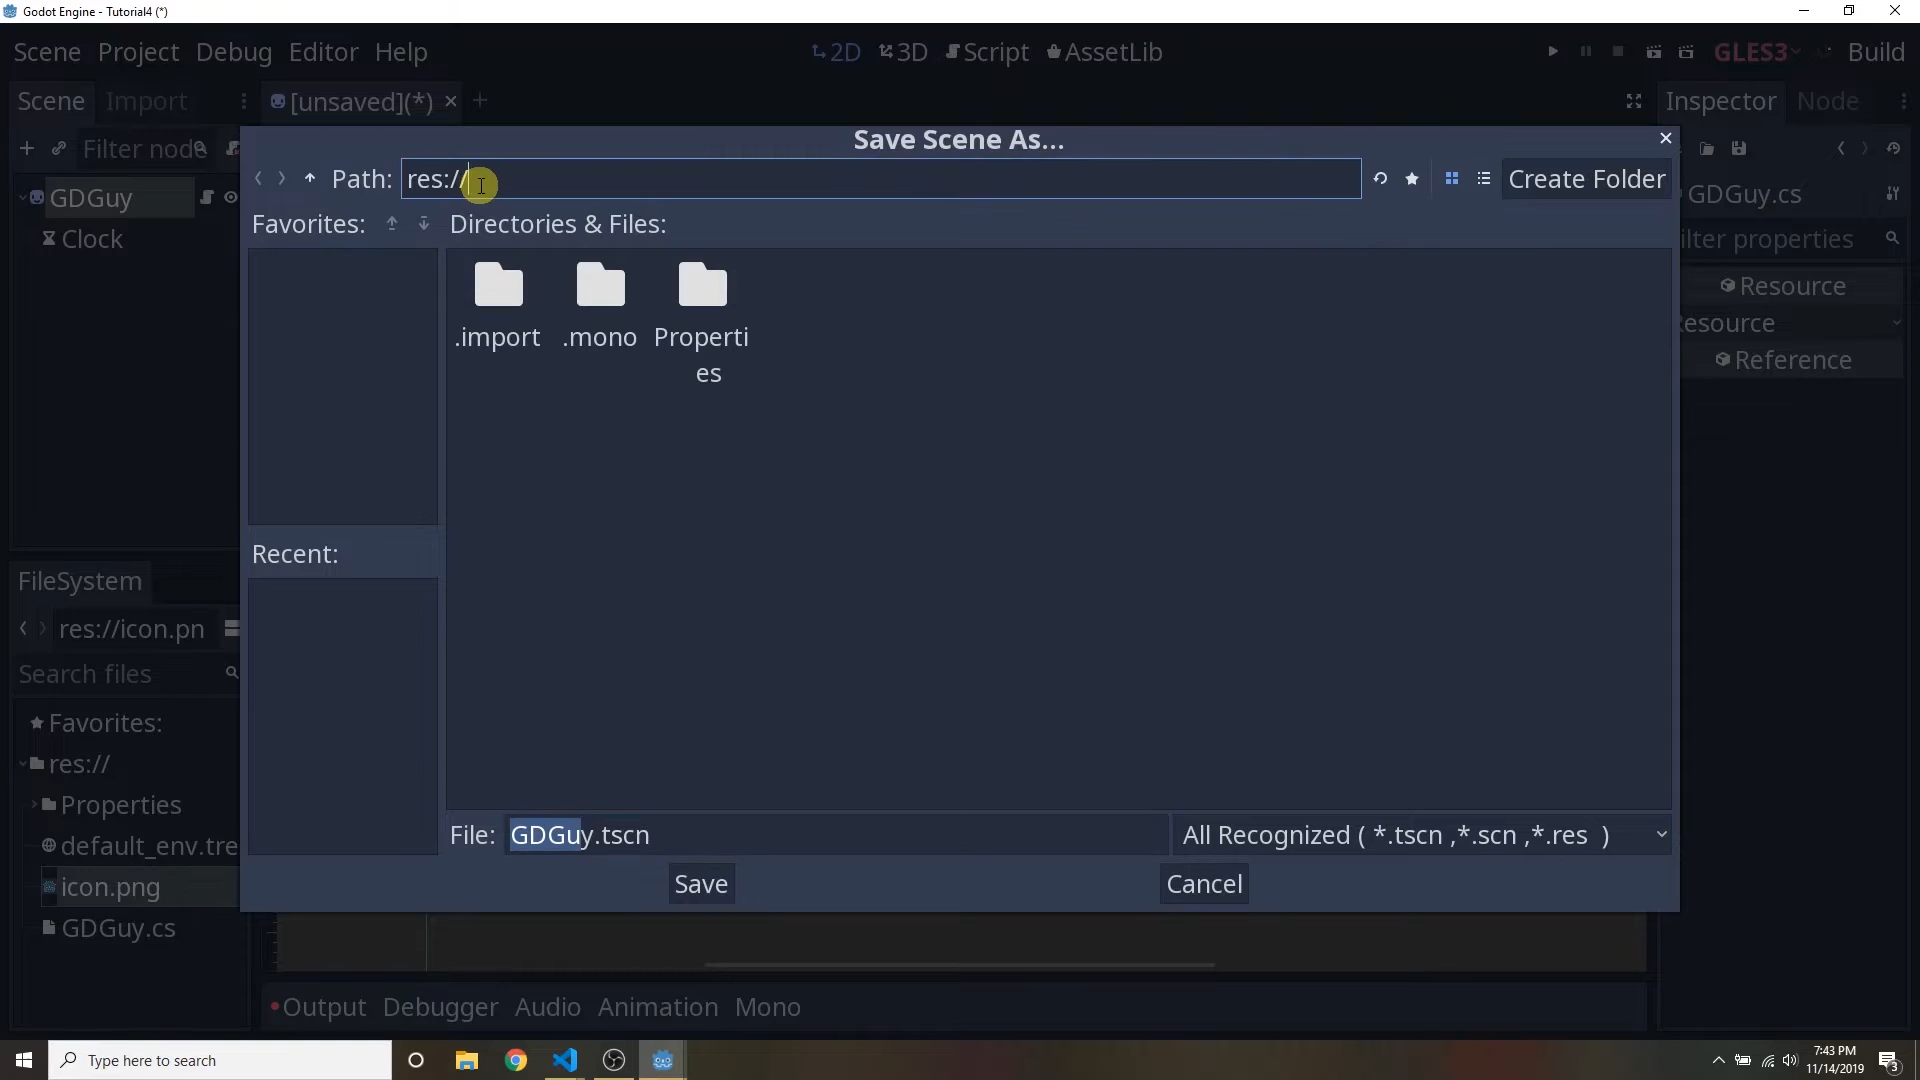 Godot Engine - Tutorial4 (*)
Scene Project Debug Editor Help
2D 3D Script AssetLib
GLES3 Build
Scene Import
[unsaved](*)
Inspector Node
Save Scene As...
Filter node
Path: res://
Create Folder
GDGuy
GDGuy.cs
Favorites:
Directories & Files:
Clock
ilter properties
.import
.mono
Properti
es
Resource
esource
Reference
Recent:
FileSystem
res://icon.pn
Search files
Favorites:
res://
Properties
default_env.tre
icon.png
GDGuy.cs
File: GDGuy.tscn
All Recognized ( *.tscn ,*.scn ,*.res )
Save
Cancel
Output Debugger Audio Animation Mono
Type here to search
7:43 PM
11/14/2019
3